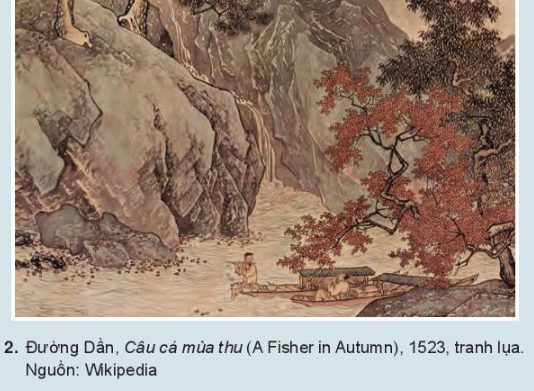 2. Đường Dần, Câu cá mùa thu (A Fisher in Autumn), 1523, tranh lụa.
Nguồn: Wikipedia